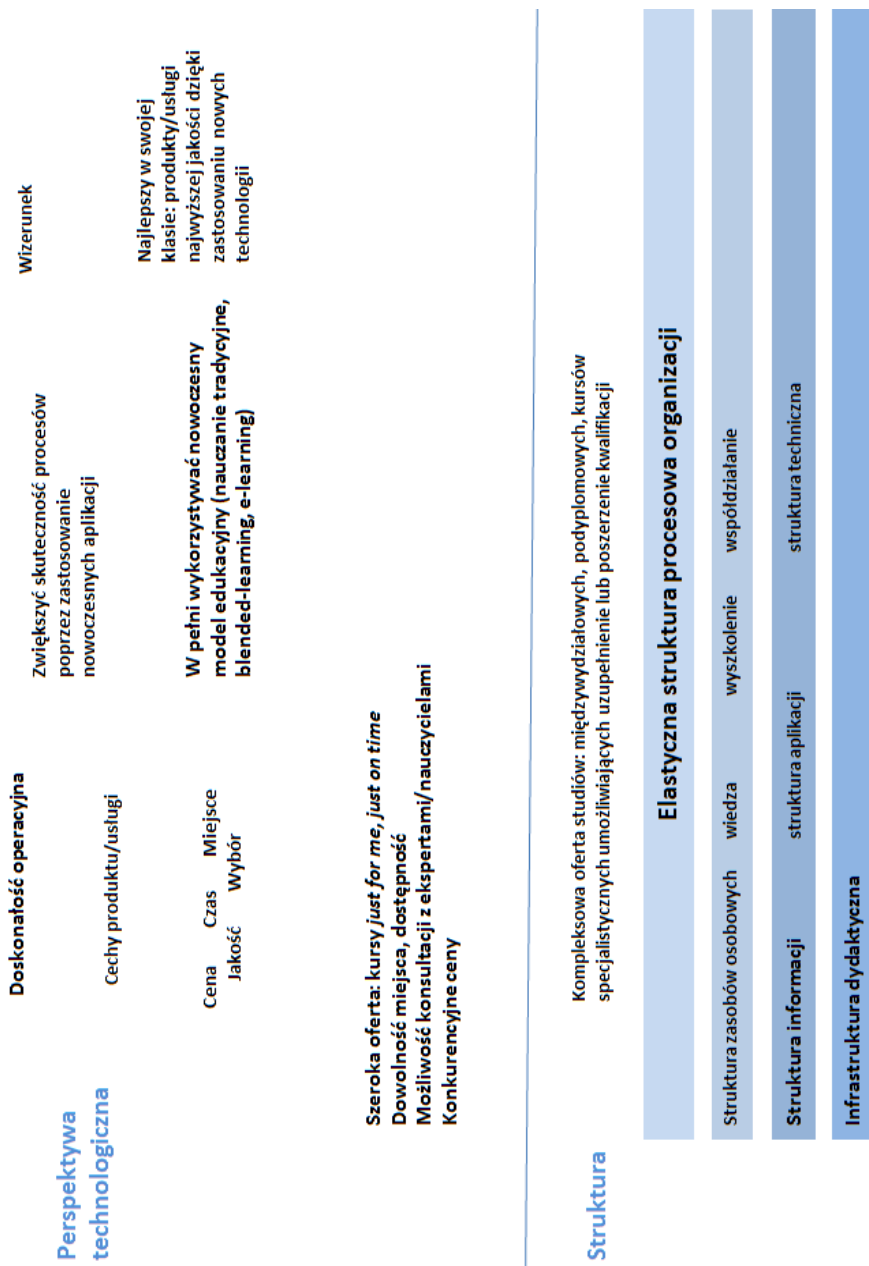 Perspektywa
technologiczna
Doskonałość operacyjna
Zwiększyć skuteczność procesów
poprzez zastosowanie
nowoczesnych aplikacji
Wizerunek
Cechy produktu/usługi
Cena Czas Miejsce
Jakość Wybór
W pełni wykorzystywać nowoczesny
model edukacyjny (nauczanie tradycyjne,
blended-learning, e-learning)
Najlepszy w swojej
klasie: produkty/usługi
najwyższej jakości dzięki
zastosowaniu nowych
technologii
Szeroka oferta: kursy just for me, just on time
Dowolność miejsca, dostępność
Możliwość konsultacji z ekspertami/nauczycielami
Konkurencyjne ceny
Struktura
Kompleksowa oferta studiów: międzywydziałowych, podyplomowych, kursów
specjalistycznych umożliwiających uzupełnienie lub poszerzenie kwalifikacji
Elastyczna struktura procesowa organizacji
Struktura zasobów osobowych wiedza wyszkolenie współdziałanie
Struktura informacji struktura aplikacji struktura techniczna
Infrastruktura dydaktyczna